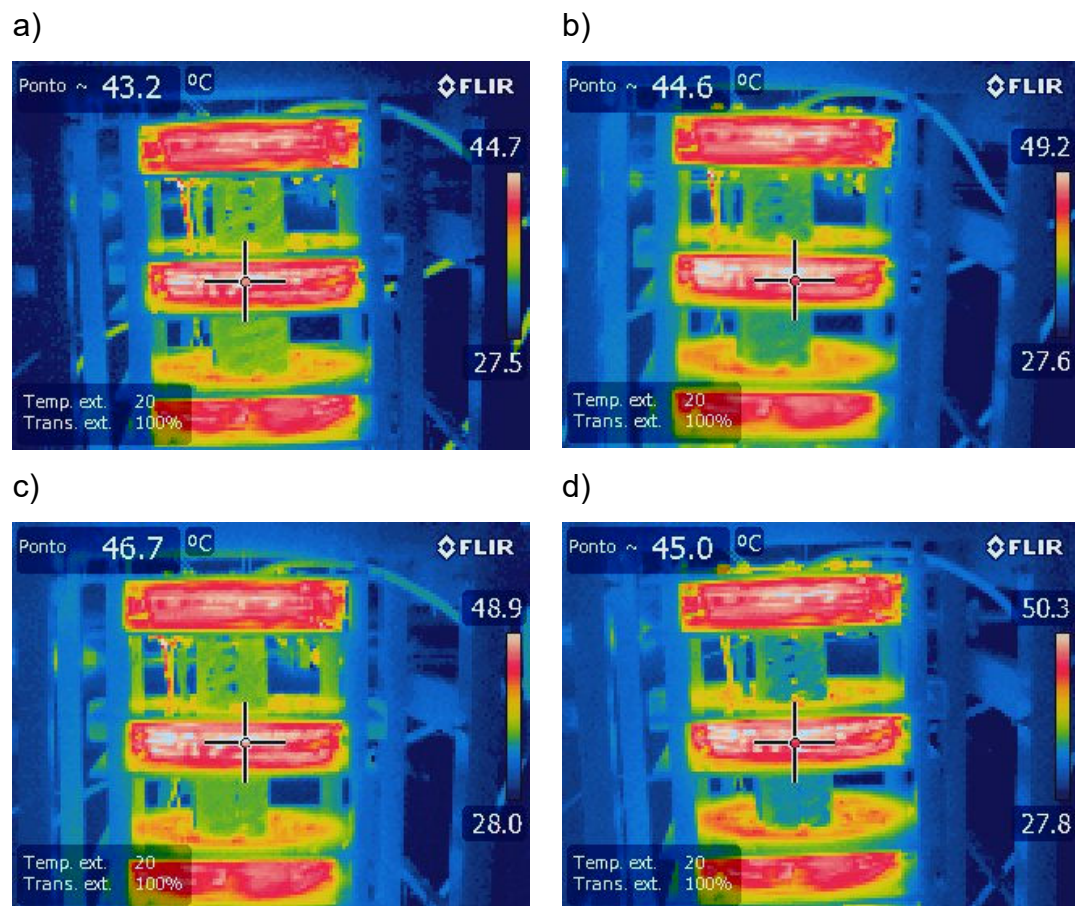 a)
b)
Ponto ~ 43.2 °C FLIR
44.7
27.5
Temp. ext. 20
Trans. ext. 100%
Ponto ~ 44.6 °C FLIR
49.2
27.6
Temp. ext. 20
Trans. ext. 100%
c)
d)
Ponto 46.7 °C FLIR
48.9
28.0
Temp. ext. 20
Trans. ext. 100%
Ponto ~ 45.0 °C FLIR
50.3
27.8
Temp. ext. 20
Trans. ext. 100%